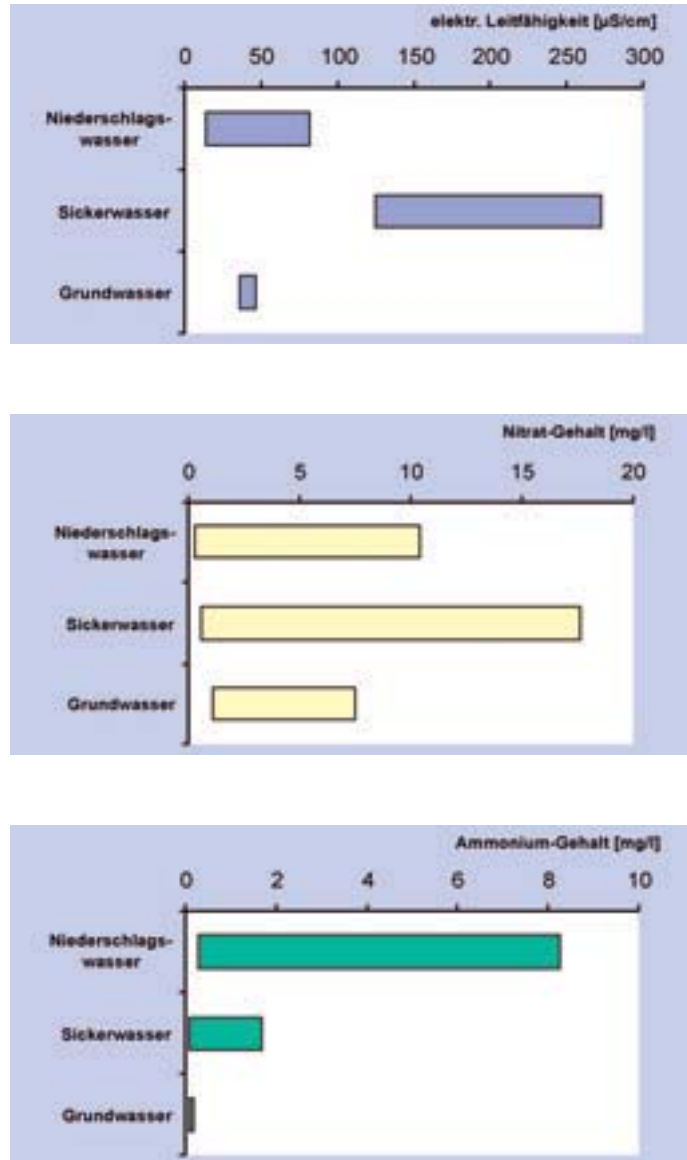 elektr. Leitfähigkeit [µS/cm]
0 50 100 150 200 250 300
Niederschlags-
wasser
Sickerwasser
Grundwasser
Nitrat-Gehalt [mg/l]
0 5 10 15 20
Niederschlags-
wasser
Sickerwasser
Grundwasser
Ammonium-Gehalt [mg/l]
0 2 4 6 8 10
Niederschlags-
wasser
Sickerwasser
Grundwasser